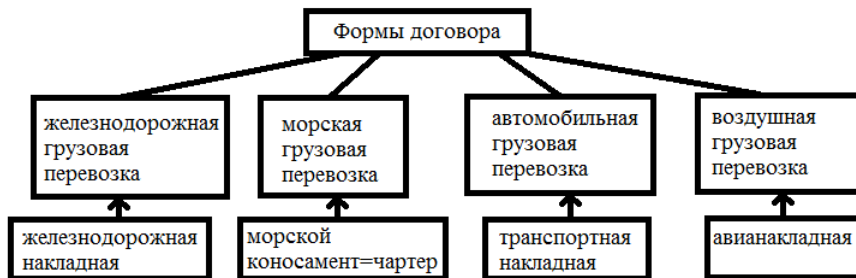 Формы договора
железнодорожная
грузовая
перевозка
морская
грузовая
перевозка
автомобильная
грузовая
перевозка
воздушная
грузовая
перевозка
железнодорожная
накладная
морской
коносамент=чартер
транспортная
накладная
авианакладная